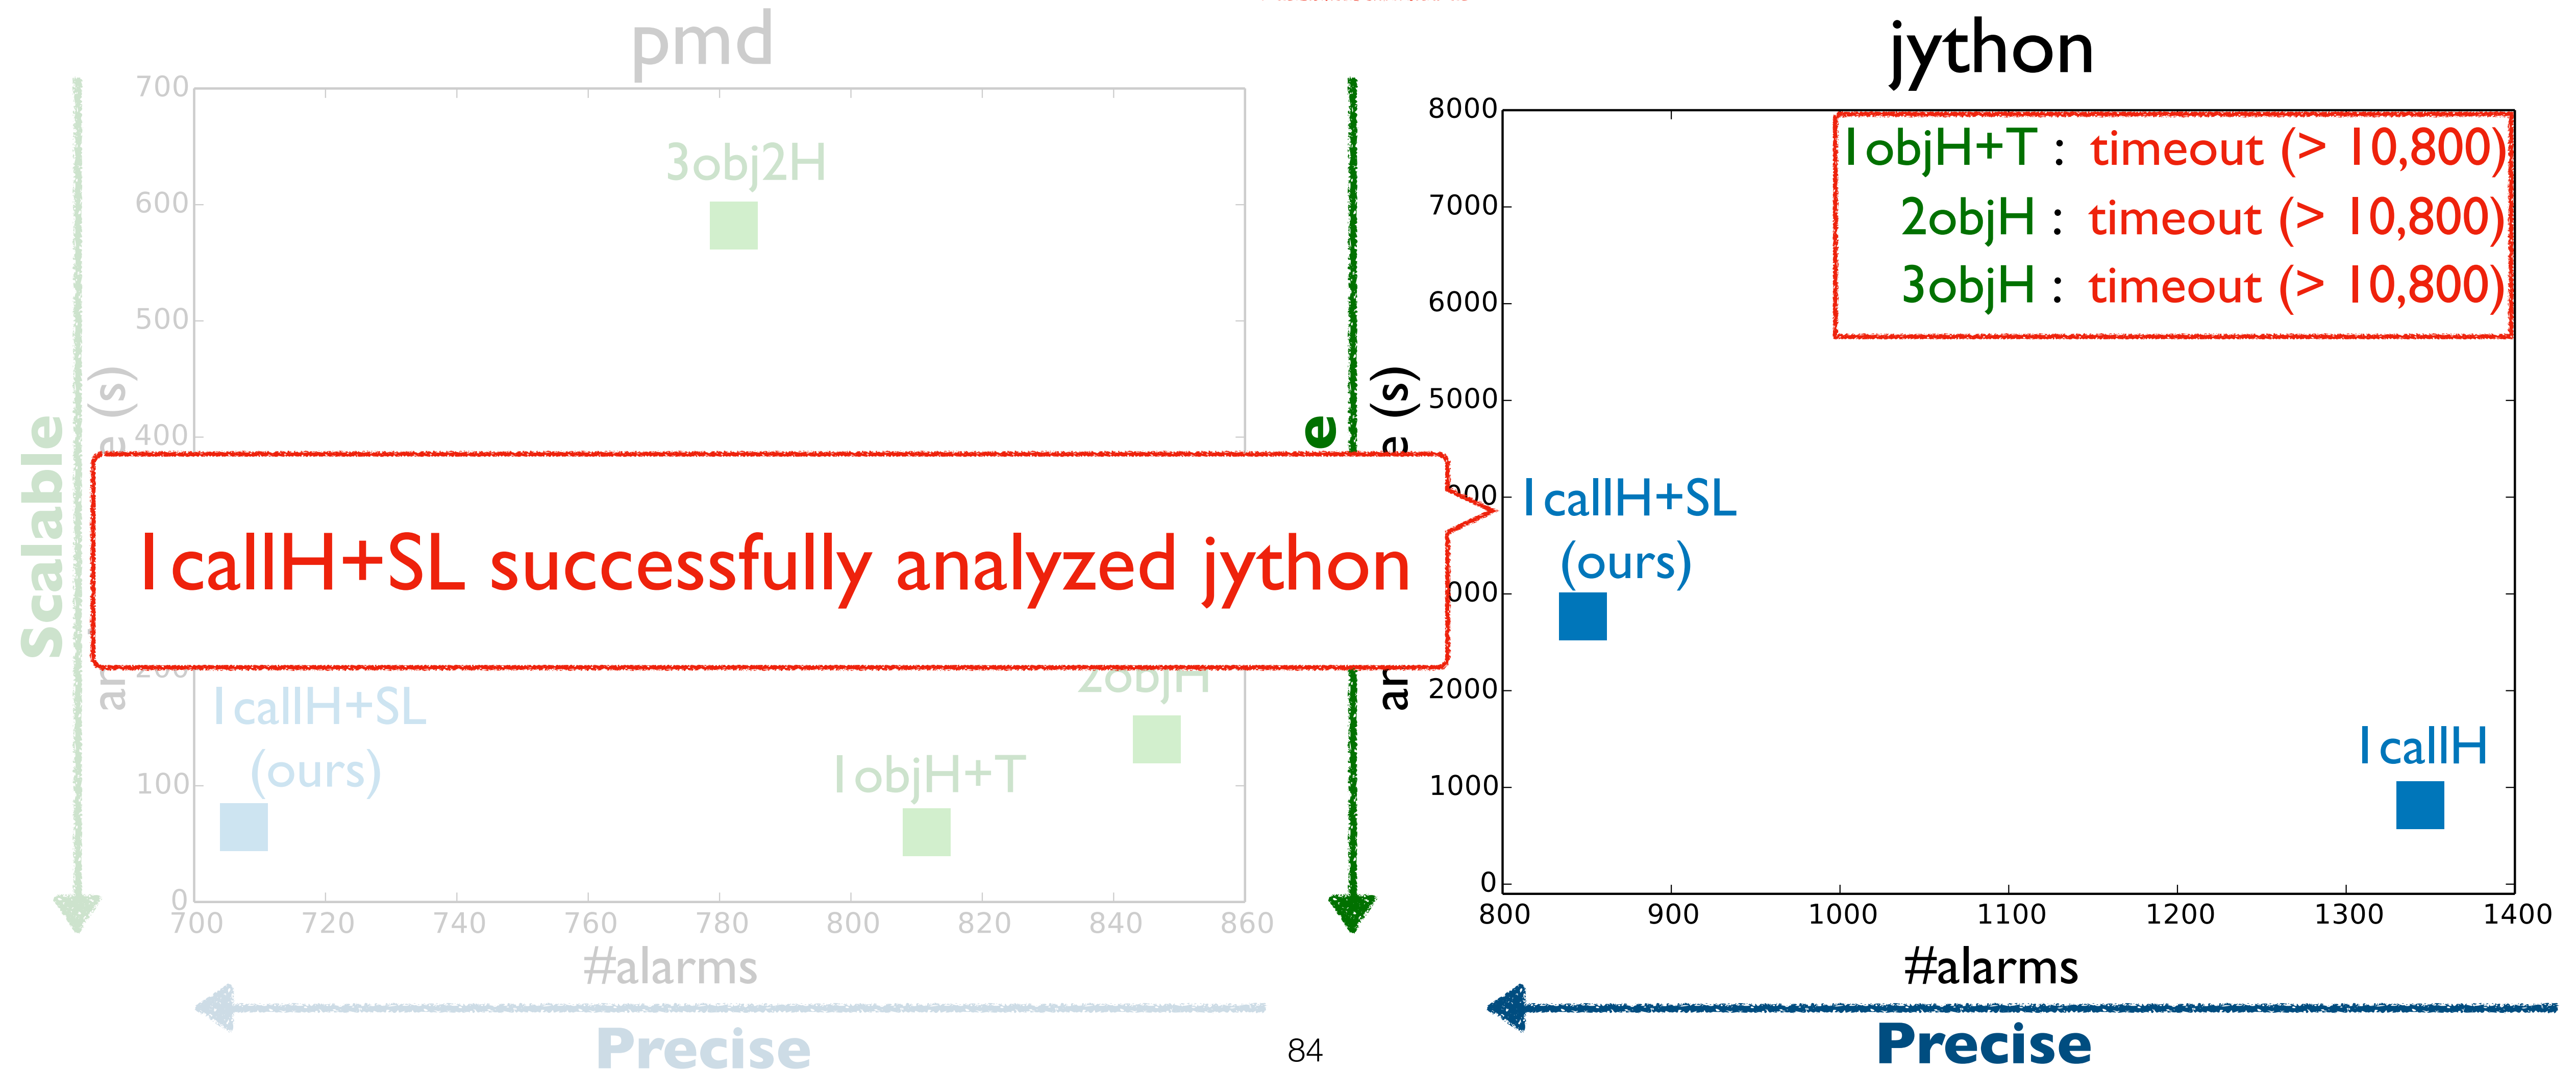 pmd
700
600
500
400
200
100
0
3obj2H
2objH
1objH+T
1callH+SL
(ours)
700 720 740 760 780 800 820 840 860
#alarms
Precise
Scalable
e (s)
1callH+SL successfully analyzed jython
jython
8000
7000
6000
5000
2000
1000
0
1objH+T : timeout (> 10,800)
2objH : timeout (> 10,800)
3objH : timeout (> 10,800)
1callH+SL
(ours)
1callH
e
e (s)
ar
800 900 1000 1100 1200 1300 1400
#alarms
Precise
84